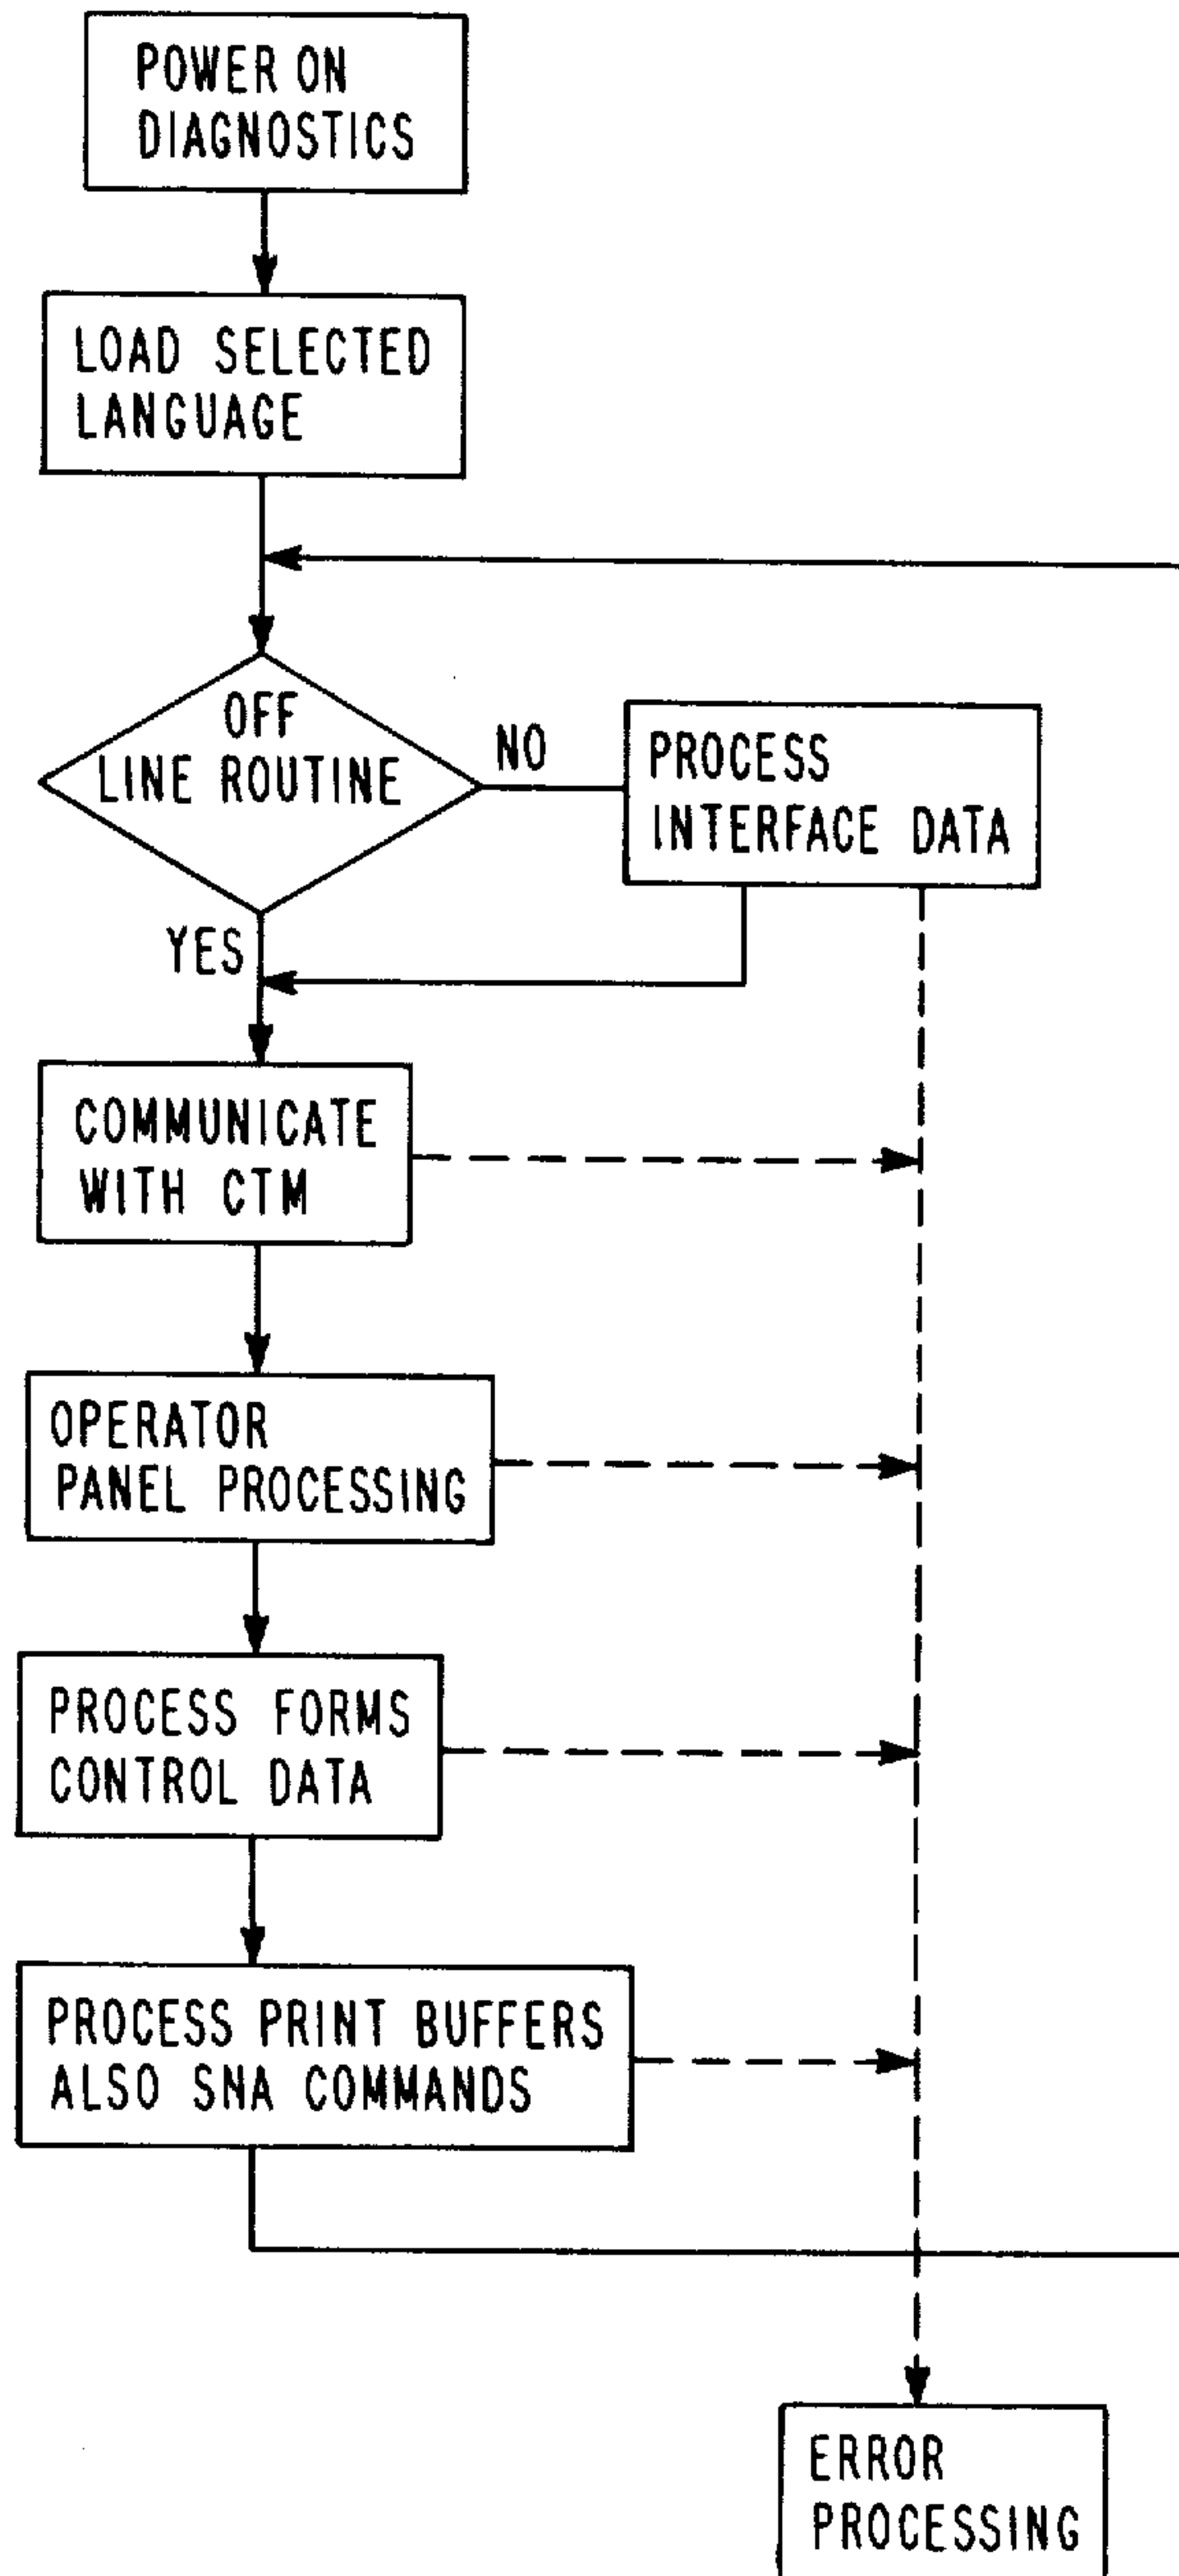 POWER ON
DIAGNOSTICS
LOAD SELECTED
LANGUAGE
OFF
LINE ROUTINE
NO
PROCESS
INTERFACE DATA
YES
COMMUNICATE
WITH CTM
OPERATOR
PANEL PROCESSING
PROCESS FORMS
CONTROL DATA
PROCESS PRINT BUFFERS
ALSO SNA COMMANDS
ERROR
PROCESSING